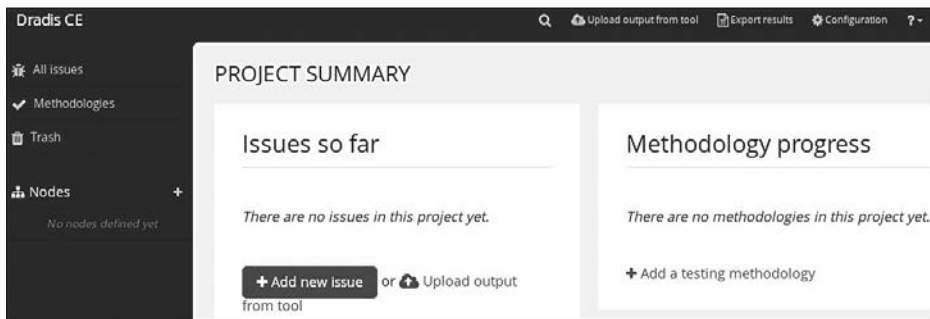 Dradis CE
Upload output from tool Export results Configuration ?
All issues
Methodologies
Trash
Nodes +
No nodes defined yet
PROJECT SUMMARY
Issues so far
There are no issues in this project yet.
+ Add new issue or Upload output
from tool
Methodology progress
There are no methodologies in this project yet.
+ Add a testing methodology